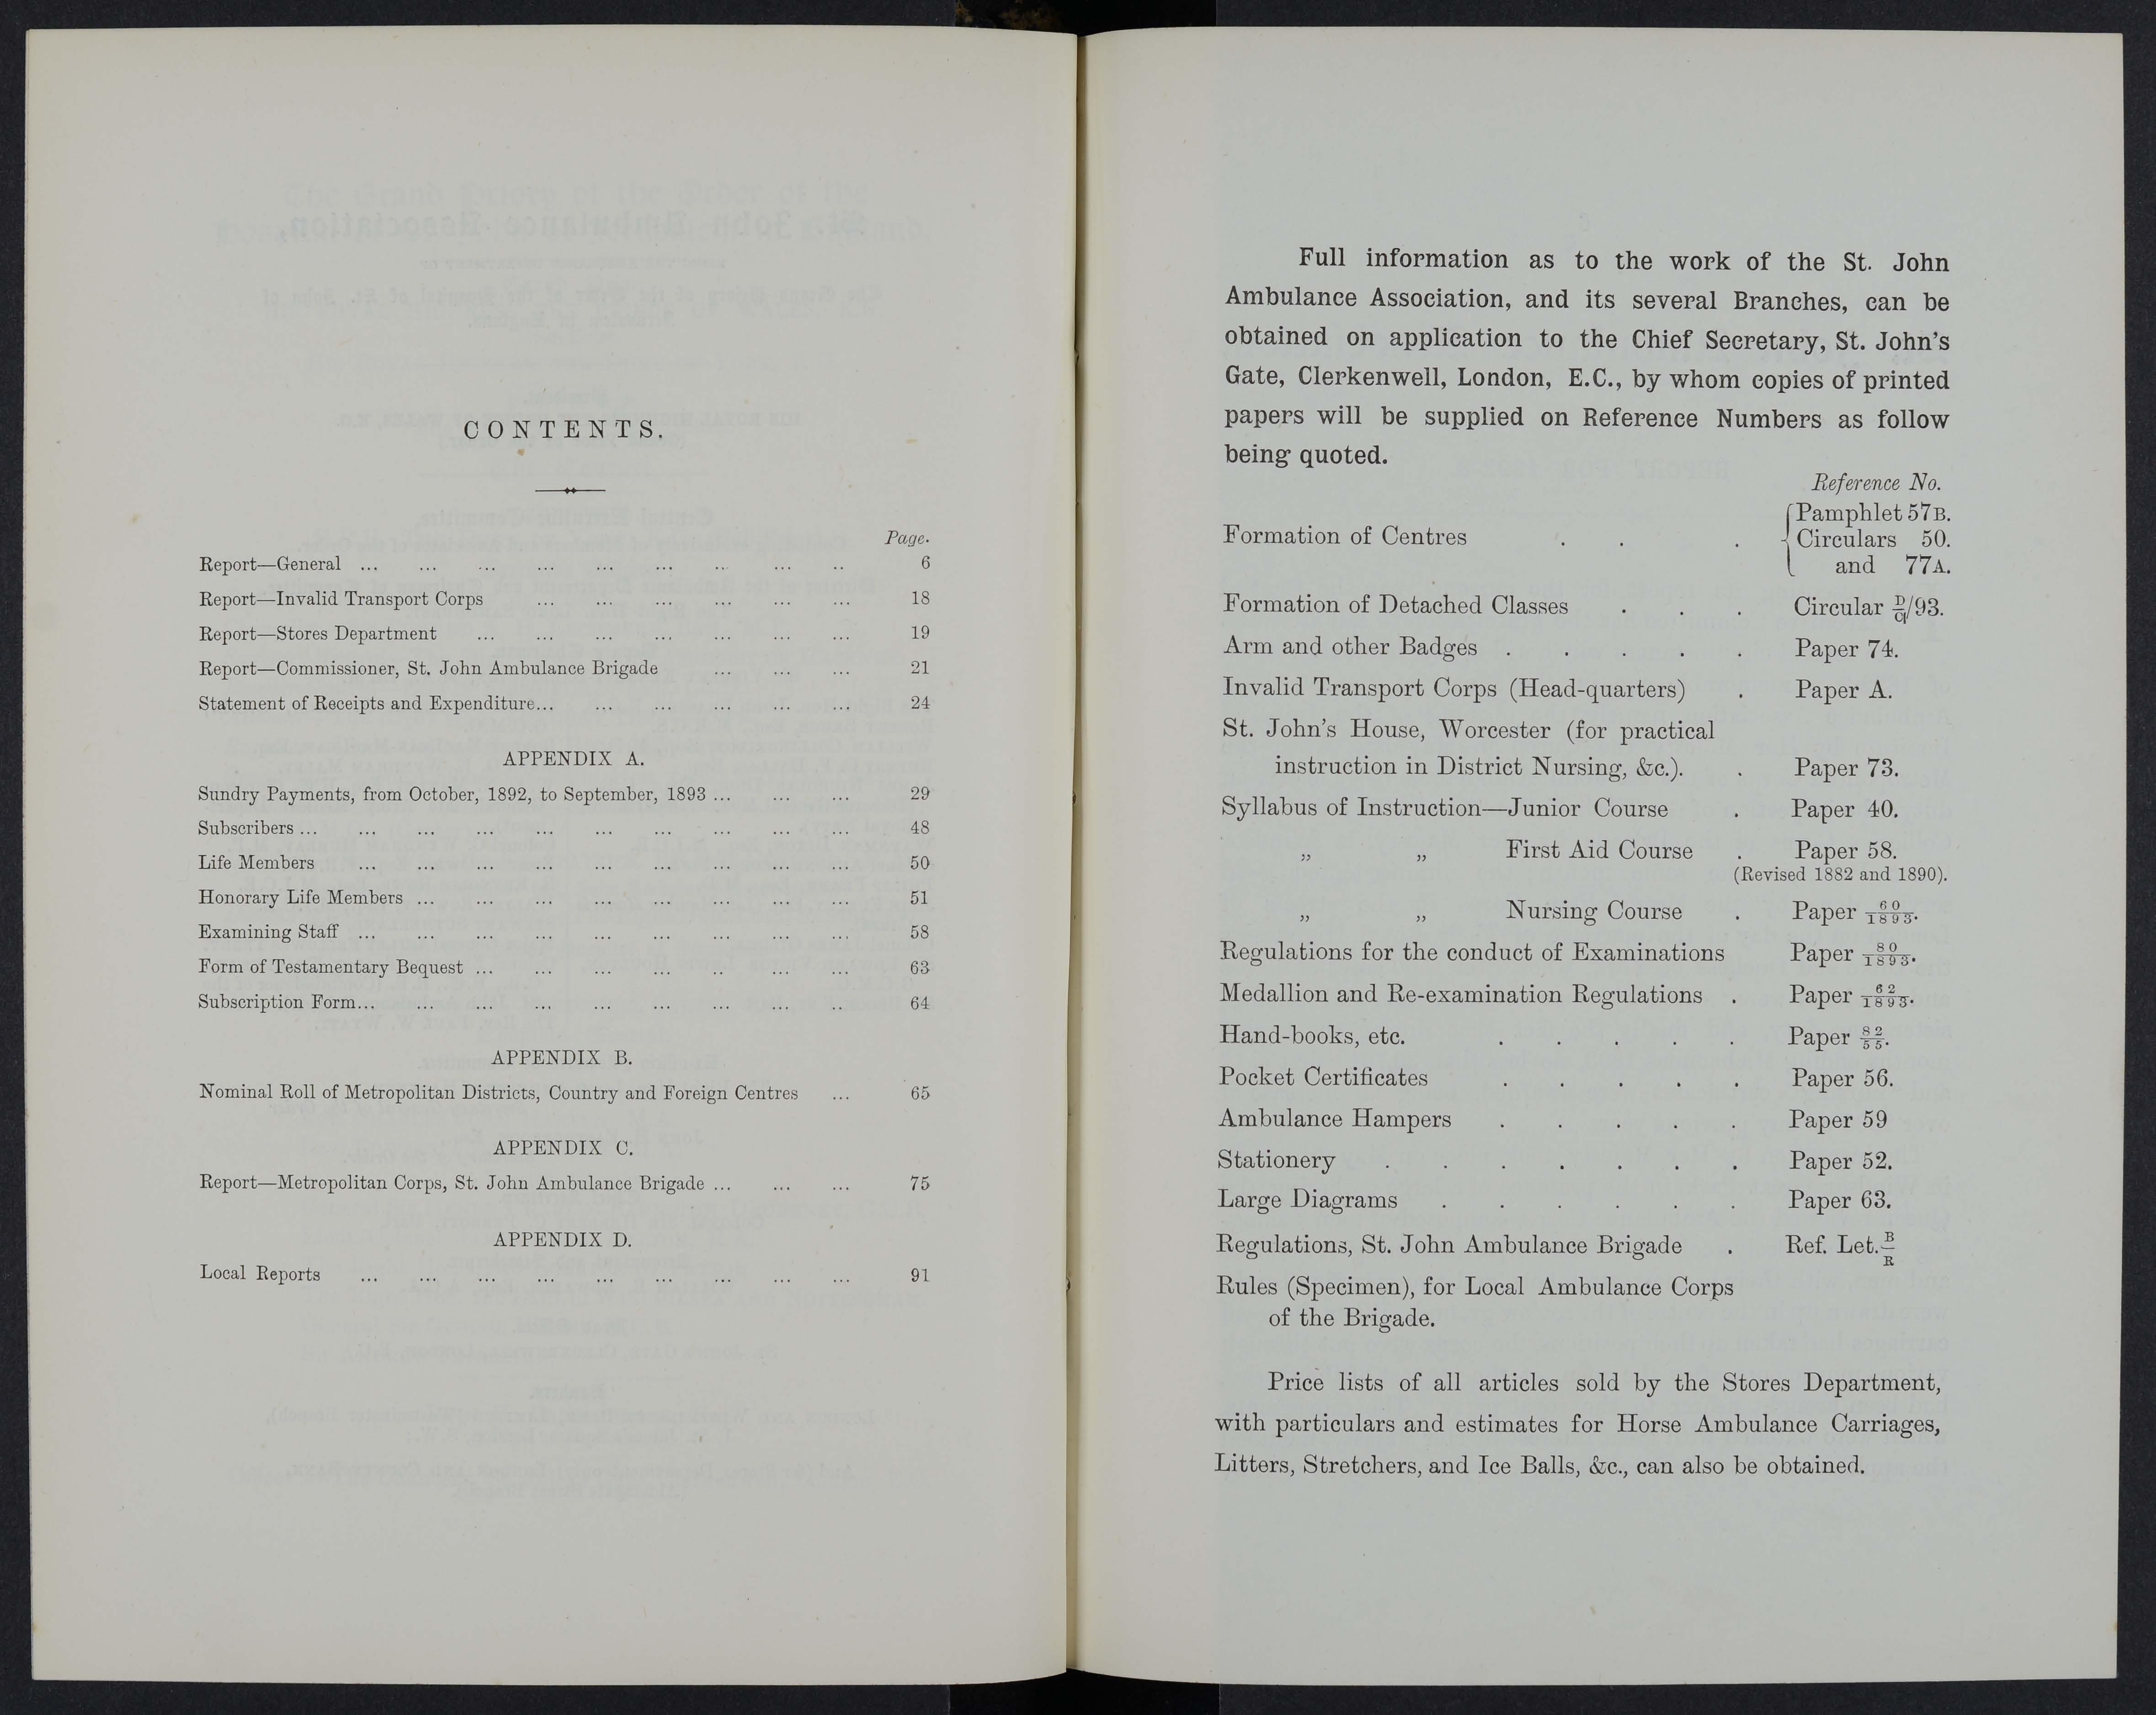 CONTENTS.
Page.
Report—General ... ... ... ... ... ... ... ... .. 6
Report—Invalid Transport Corps ... ... ... ... ... ... 18
Report—Stores Department ... ... ... ... ... ... ... 19
Report—Commissioner, St. John Ambulance Brigade ... ... ... 21
Statement of Receipts and Expenditure... ... ... ... ... ... 24
APPENDIX A.
Sundry Payments, from October, 1892, to September, 1893 ... ... ... 29
Subscribers ... ... ... ... ... ... ... ... ... ... 48
Life Members ... ... ... ... ... ... ... ... ... 50
Honorary Life Members ... ... ... ... ... ... ... ... 51
Examining Staff ... ... ... ... ... ... ... ... ... 58
Form of Testamentary Bequest ... ... ... ... .. ... ... 63
Subscription Form... ... ... ... ... ... ... ... .. 64
APPENDIX B.
Nominal Roll of Metropolitan Districts, Country and Foreign Centres ... 65
APPENDIX C.
Report—Metropolitan Corps, St. John Ambulance Brigade ... ... ... 75
APPENDIX D.
Local Reports ... ... ... ... ... ... ... ... ... 91
Full information as to the work of the St. John
Ambulance Association, and its several Branches, can be
obtained on application to the Chief Secretary, St. John's
Gate, Clerkenwell, London, E.C., by whom copies of printed
papers will be supplied on Reference Numbers as follow
being quoted.
Reference No.
Formation of Centres . . . { Pamphlet 57B.
Circulars 50.
and 77A.
Formation of Detached Classes . . . Circular D/Cl/93.
Arm and other Badges . . . . . Paper 74.
Invalid Transport Corps (Head-quarters) . Paper A.
St. John's House, Worcester (for practical
instruction in District Nursing, &c.). . Paper 73.
Syllabus of Instruction—Junior Course . Paper 40.
„ „ First Aid Course . Paper 58.
(Revised 1882 and 1890).
„ „ Nursing Course . Paper 60/1893.
Regulations for the conduct of Examinations Paper 80/1893.
Medallion and Re-examination Regulations . Paper 62/1893.
Hand-books, etc. . . . . . Paper 82/55.
Pocket Certificates . . . . . Paper 56.
Ambulance Hampers . . . . . Paper 59
Stationery . . . . . . . Paper 52.
Large Diagrams . . . . . . Paper 63.
Regulations, St. John Ambulance Brigade . Ref. Let. B/R
Rules (Specimen), for Local Ambulance Corps
of the Brigade.
Price lists of all articles sold by the Stores Department,
with particulars and estimates for Horse Ambulance Carriages,
Litters, Stretchers, and Ice Balls, &c., can also be obtained.